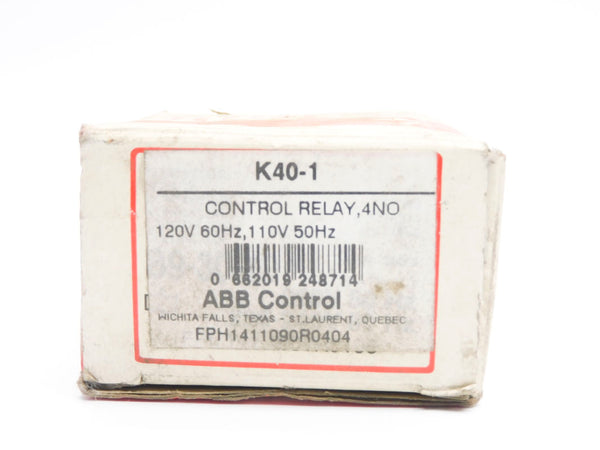 K40-1
CONTROL RELAY,4NO
120V 60Hz,110V 50Hz
0 662019 248714
ABB Control
WICHITA FALLS, TEXAS - ST.LAURENT, QUEBEC
FPH1411090R0404